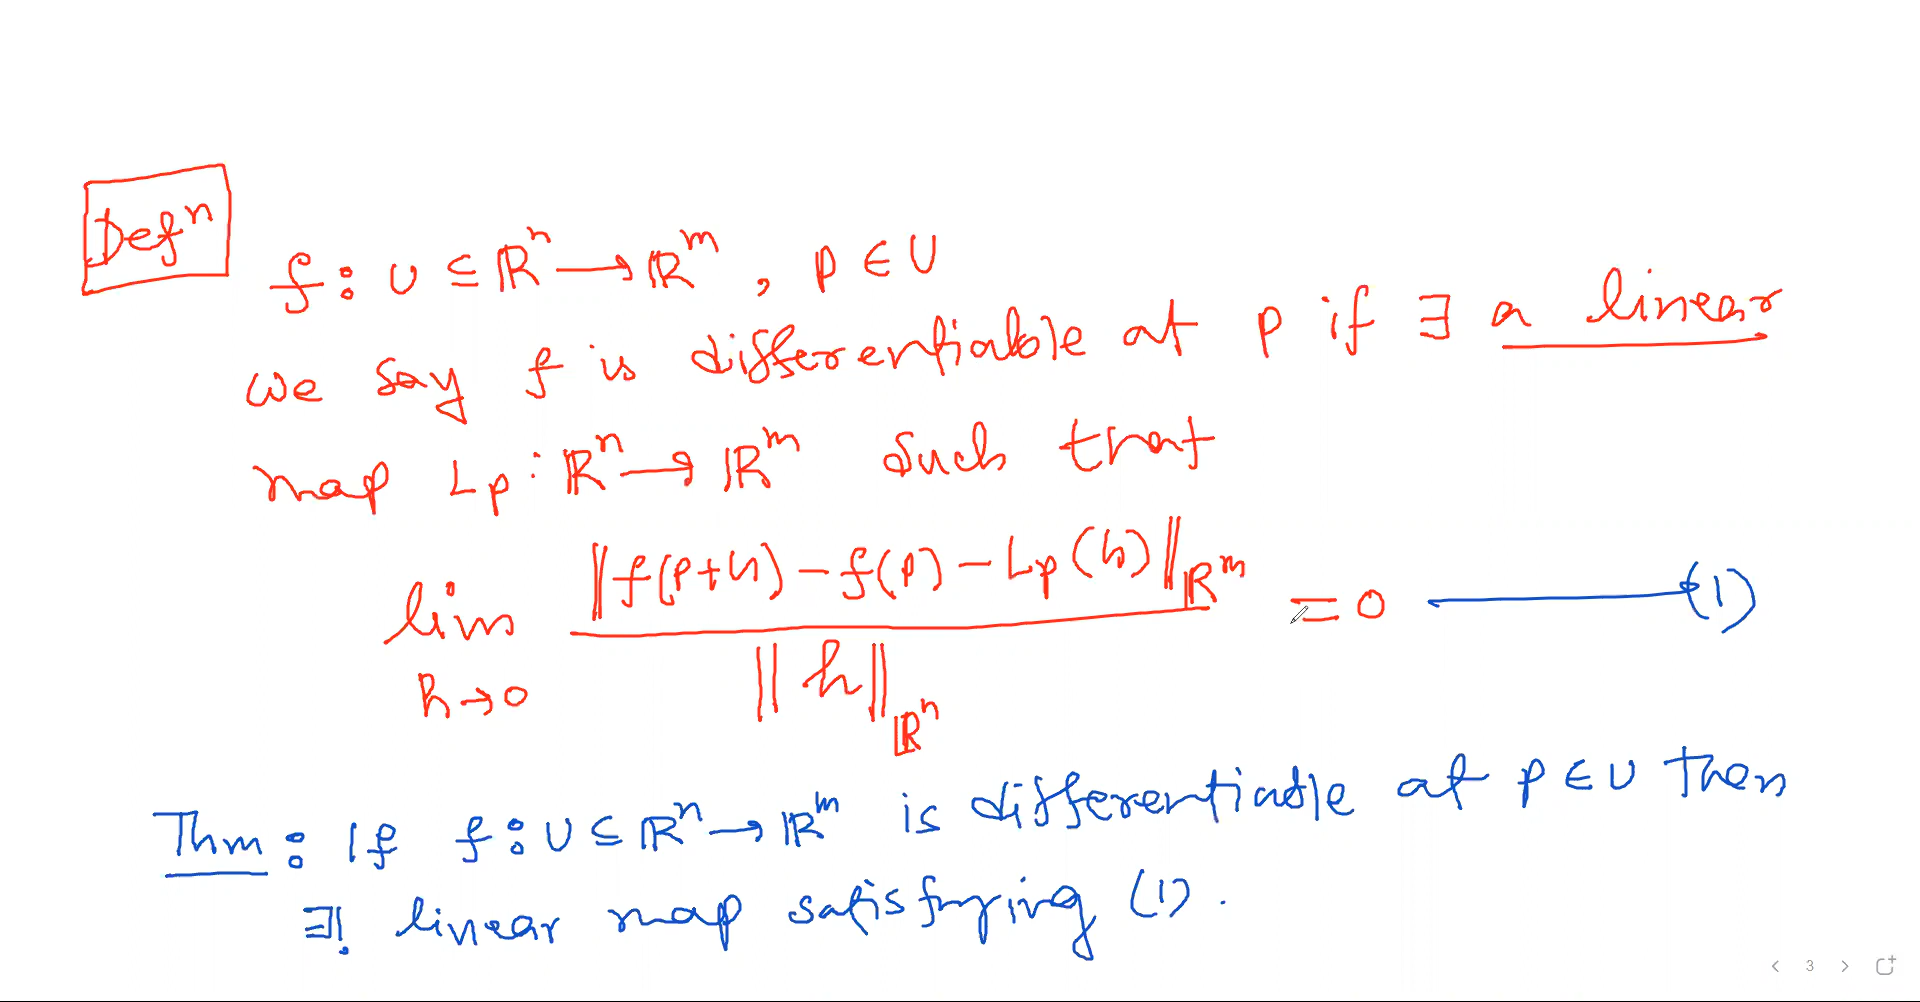 Defⁿ
f : U ⊆ ℝⁿ → ℝᵐ , p ∈ U
we say f is differentiable at p if ∃ a linear
map Lp : ℝⁿ → ℝᵐ such that
lim h→0 ‖f(p+h) − f(p) − Lp(h)‖ℝᵐ / ‖h‖ℝⁿ = 0 → (1)
Thm : If f : U ⊆ ℝⁿ → ℝᵐ is differentiable at p ∈ U then
∃! linear map satisfying (1).
3